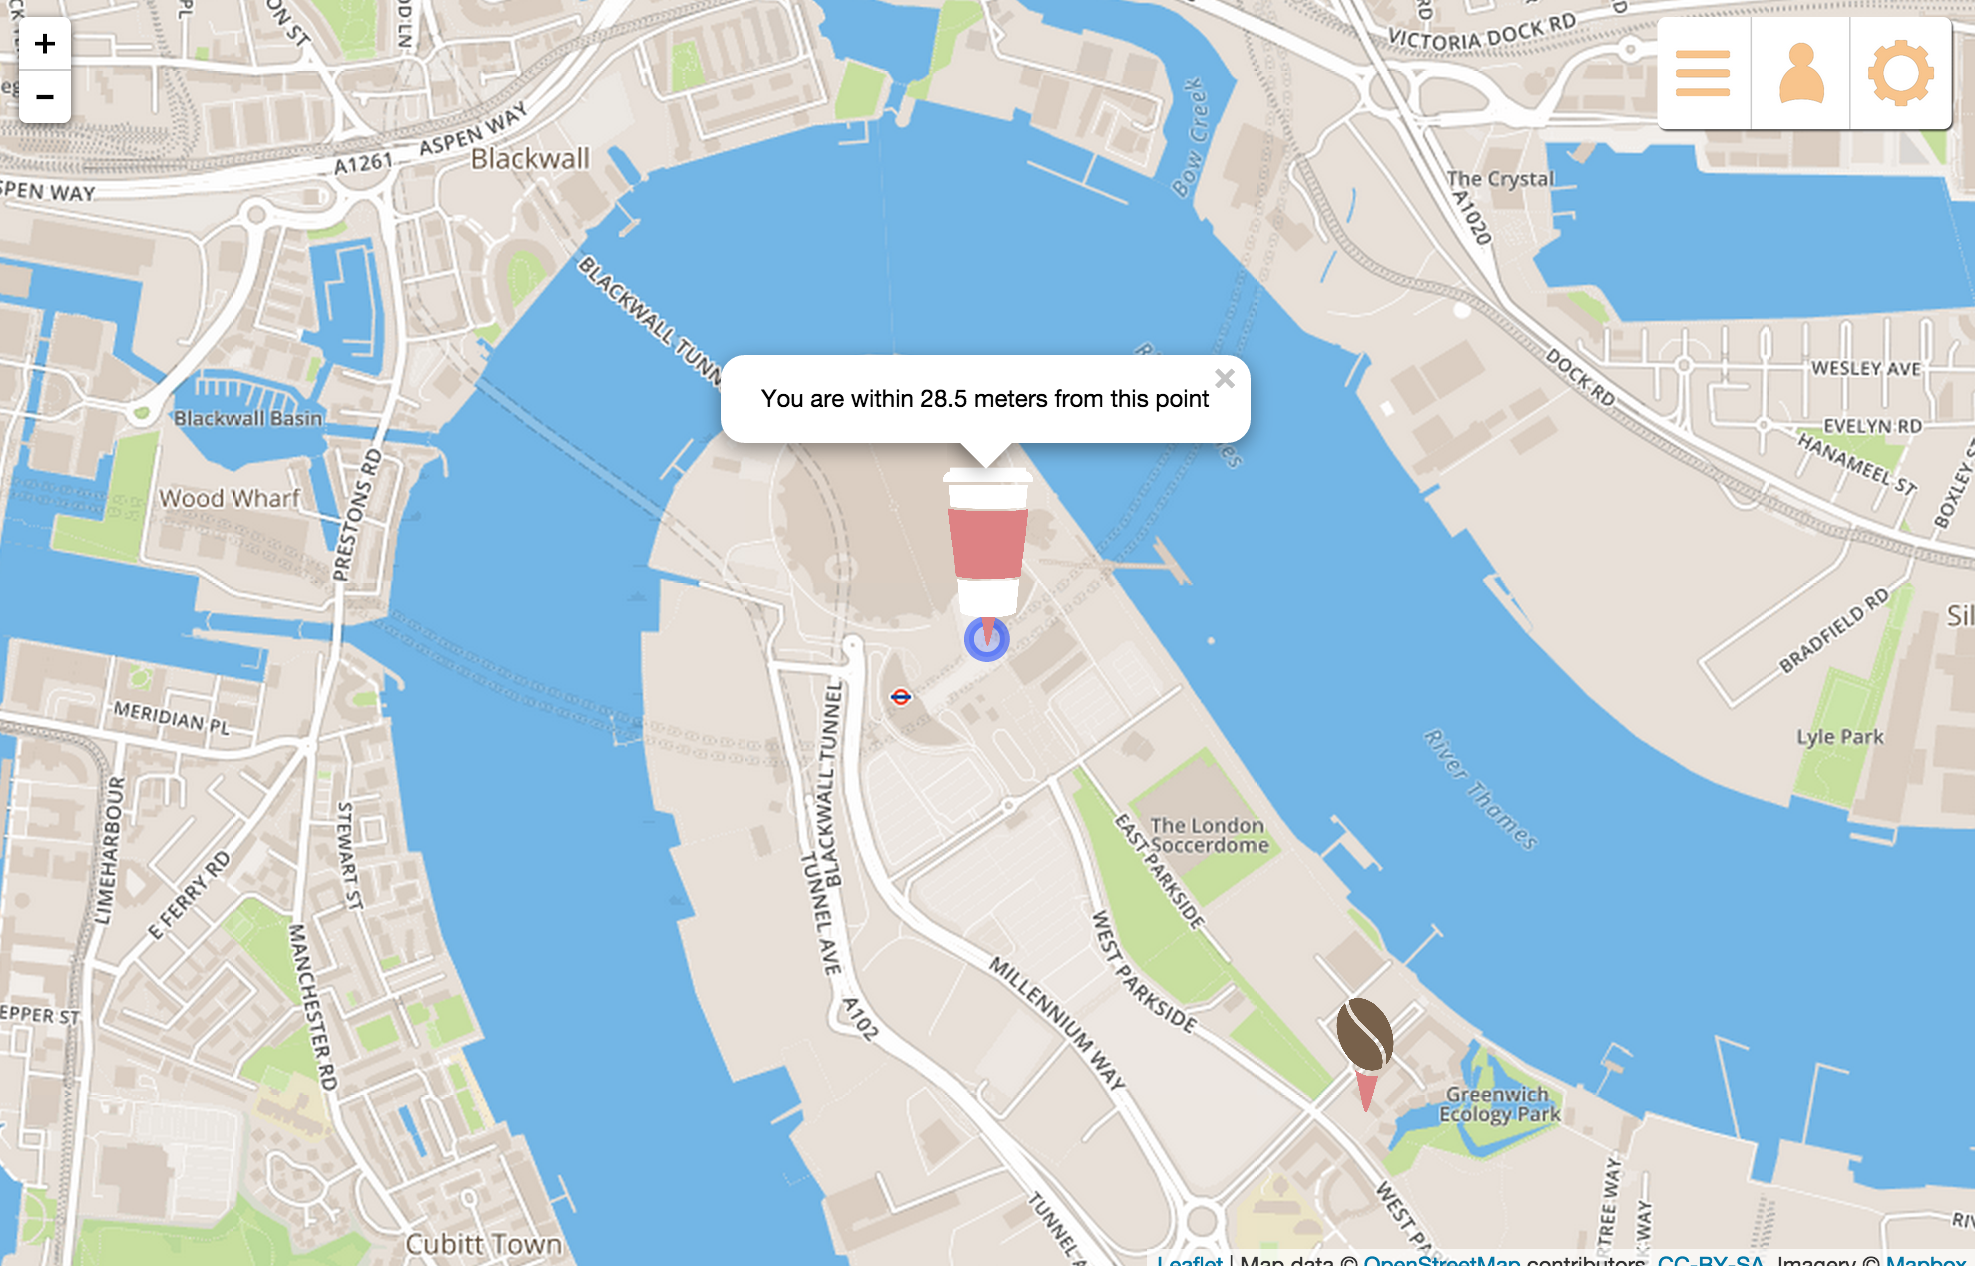 +
−
VICTORIA DOCK RD
ASPEN WAY
A1261
Blackwall
SPEN WAY
Bow Creek
The Crystal
A1020
BLACKWALL TUNN
You are within 28.5 meters from this point
×
DOCK RD
WESLEY AVE
EVELYN RD
HANAMEEL ST
BOXLEY ST
Blackwall Basin
Wood Wharf
PRESTONS RD
BRADFIELD RD
Sil
MERIDIAN PL
BLACKWALL TUNNEL
River Thames
Lyle Park
LIMEHARBOUR
STEWART ST
E FERRY RD
The London
Soccerdome
EAST PARKSIDE
TUNNEL AVE
WEST PARKSIDE
MANCHESTER RD
EPPER ST
A102
MILLENNIUM WAY
Greenwich
Ecology Park
Cubitt Town
TUNNEL A
WEST PAR
RTREE WAY
K WAY
RIV
Leaflet | Map data © OpenStreetMap contributors, CC-BY-SA, Imagery © Mapbox